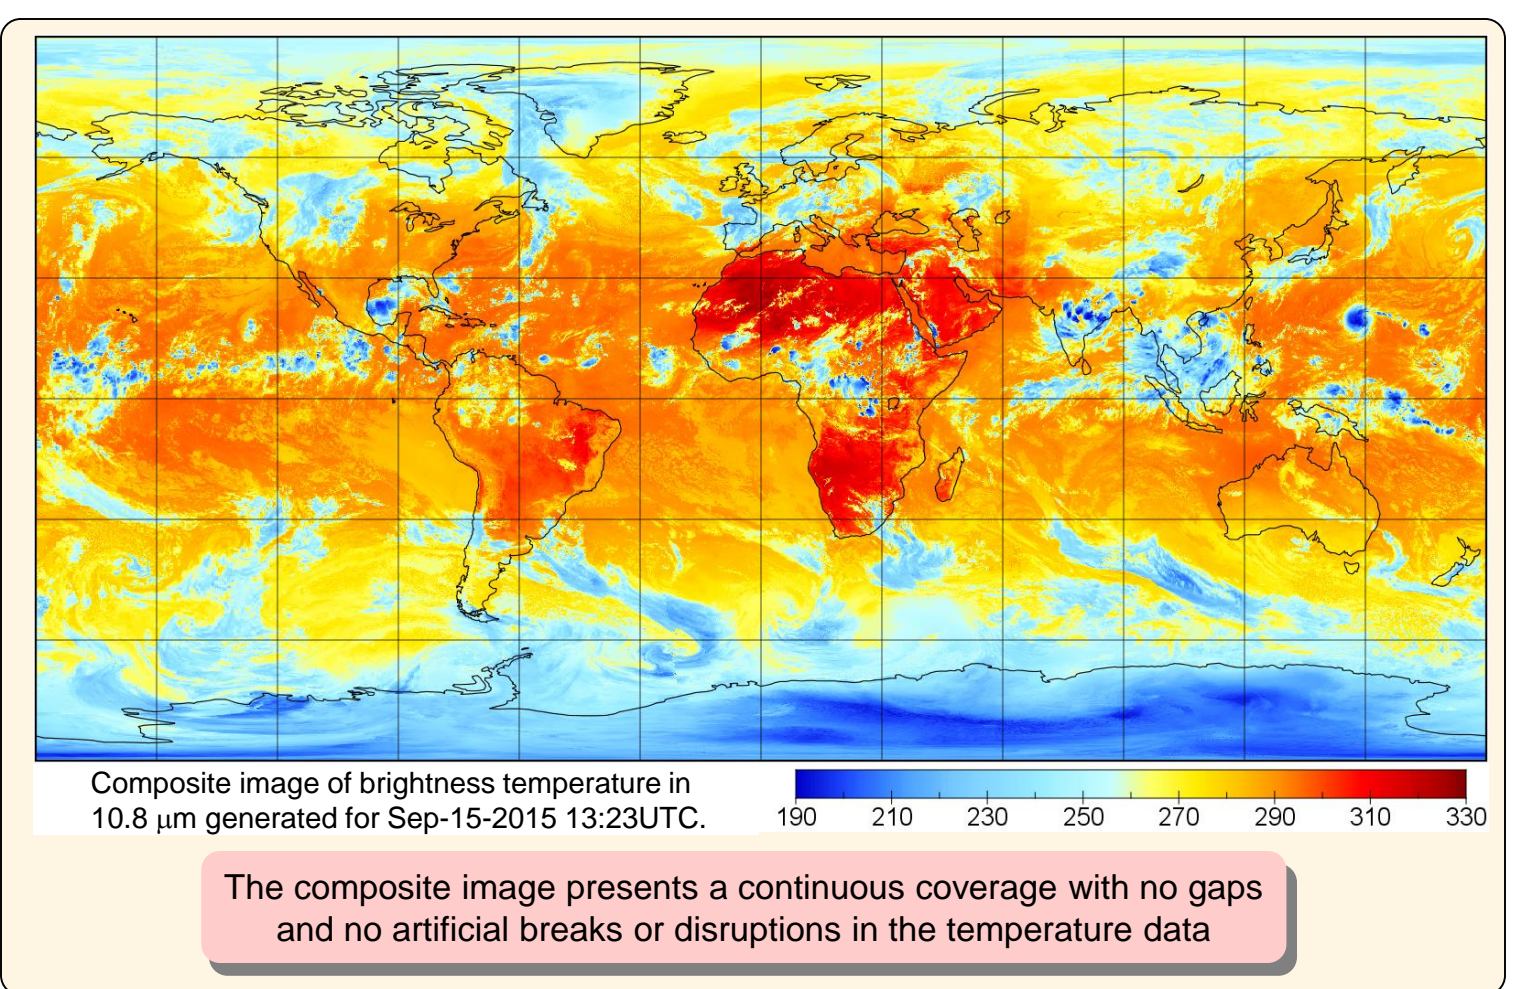 Composite image of brightness temperature in
10.8 μm generated for Sep-15-2015 13:23UTC.
190 210 230 250 270 290 310 330
The composite image presents a continuous coverage with no gaps
and no artificial breaks or disruptions in the temperature data